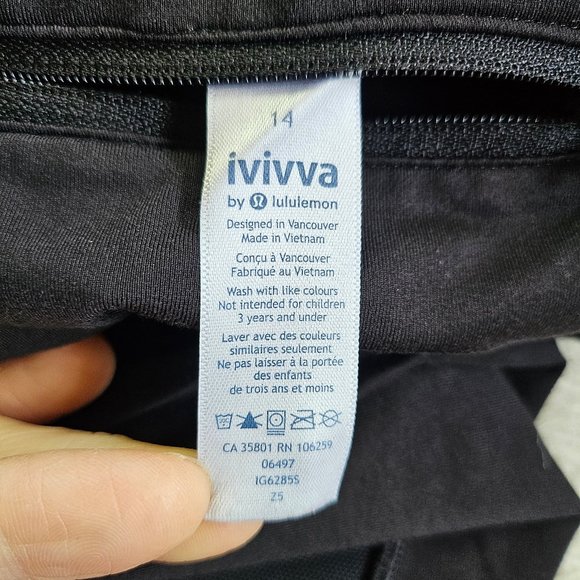 14
ivivva
by lululemon
Designed in Vancouver
Made in Vietnam
Conçu à Vancouver
Fabriqué au Vietnam
Wash with like colours
Not intended for children
3 years and under
Laver avec des couleurs
similaires seulement
Ne pas laisser à la portée
des enfants
de trois ans et moins
CA 35801 RN 106259
06497
IG6285S
Z5